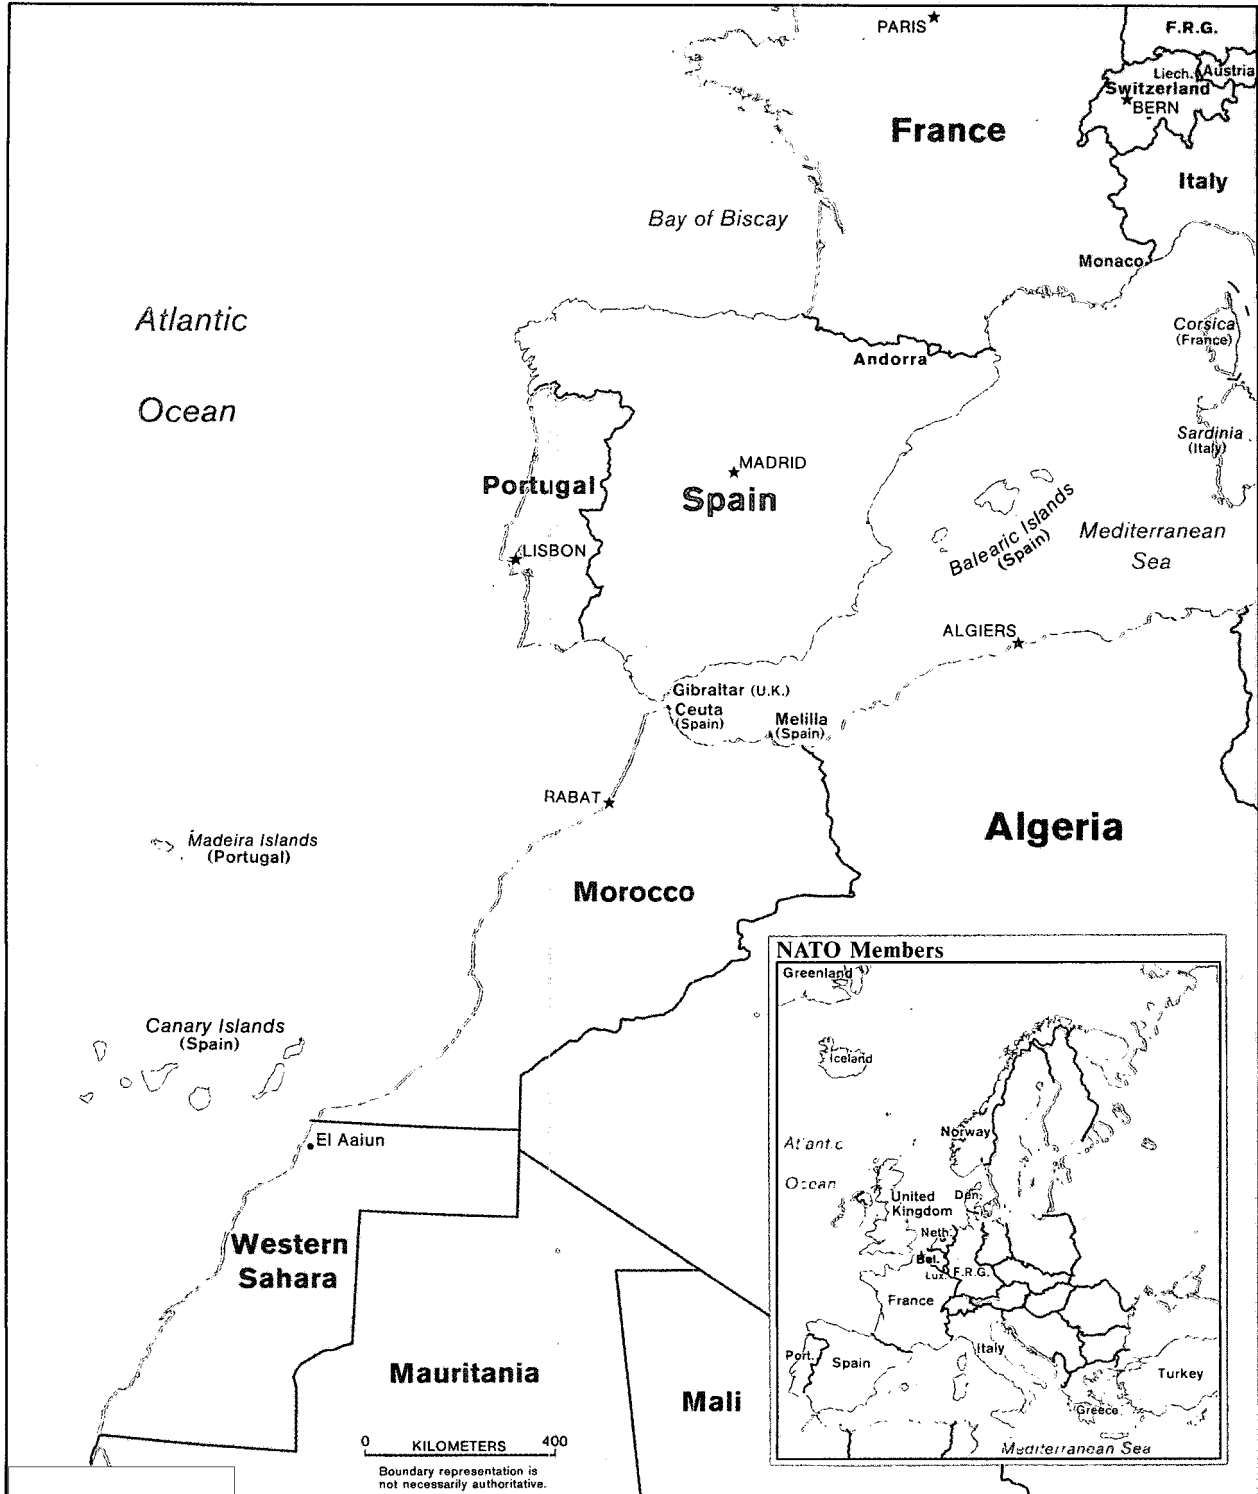 PARIS
F.R.G.
Liech.
Austria
Switzerland
BERN
France
Italy
Bay of Biscay
Monaco
Atlantic
Ocean
Corsica
(France)
Andorra
Sardinia
(Italy)
MADRID
Portugal
Spain
Balearic Islands
(Spain)
Mediterranean
Sea
LISBON
ALGIERS
Gibraltar (U.K.)
Ceuta
(Spain)
Melilla
(Spain)
RABAT
Madeira Islands
(Portugal)
Algeria
Morocco
Canary Islands
(Spain)
El Aaiun
Western
Sahara
Mauritania
Mali
0 KILOMETERS 400
Boundary representation is
not necessarily authoritative.
NATO Members
Greenland
Iceland
Norway
Atlantic
Ocean
United
Kingdom
Den.
Neth.
Bel.
Lux.
F.R.G.
France
Port.
Spain
Italy
Turkey
Greece
Mediterranean Sea